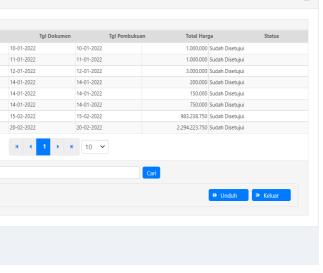 Tgl Dokumen Tgl Pembukuan Total Harga Status
10-01-2022 10-01-2022 1.000.000 Sudah Disetujui
11-01-2022 11-01-2022 1.000.000 Sudah Disetujui
12-01-2022 12-01-2022 3.000.000 Sudah Disetujui
14-01-2022 14-01-2022 200.000 Sudah Disetujui
14-01-2022 14-01-2022 150.000 Sudah Disetujui
14-01-2022 14-01-2022 750.000 Sudah Disetujui
15-02-2022 15-02-2022 983.238.750 Sudah Disetujui
20-02-2022 20-02-2022 2.294.223.750 Sudah Disetujui
1 10
Cari
Unduh Keluar